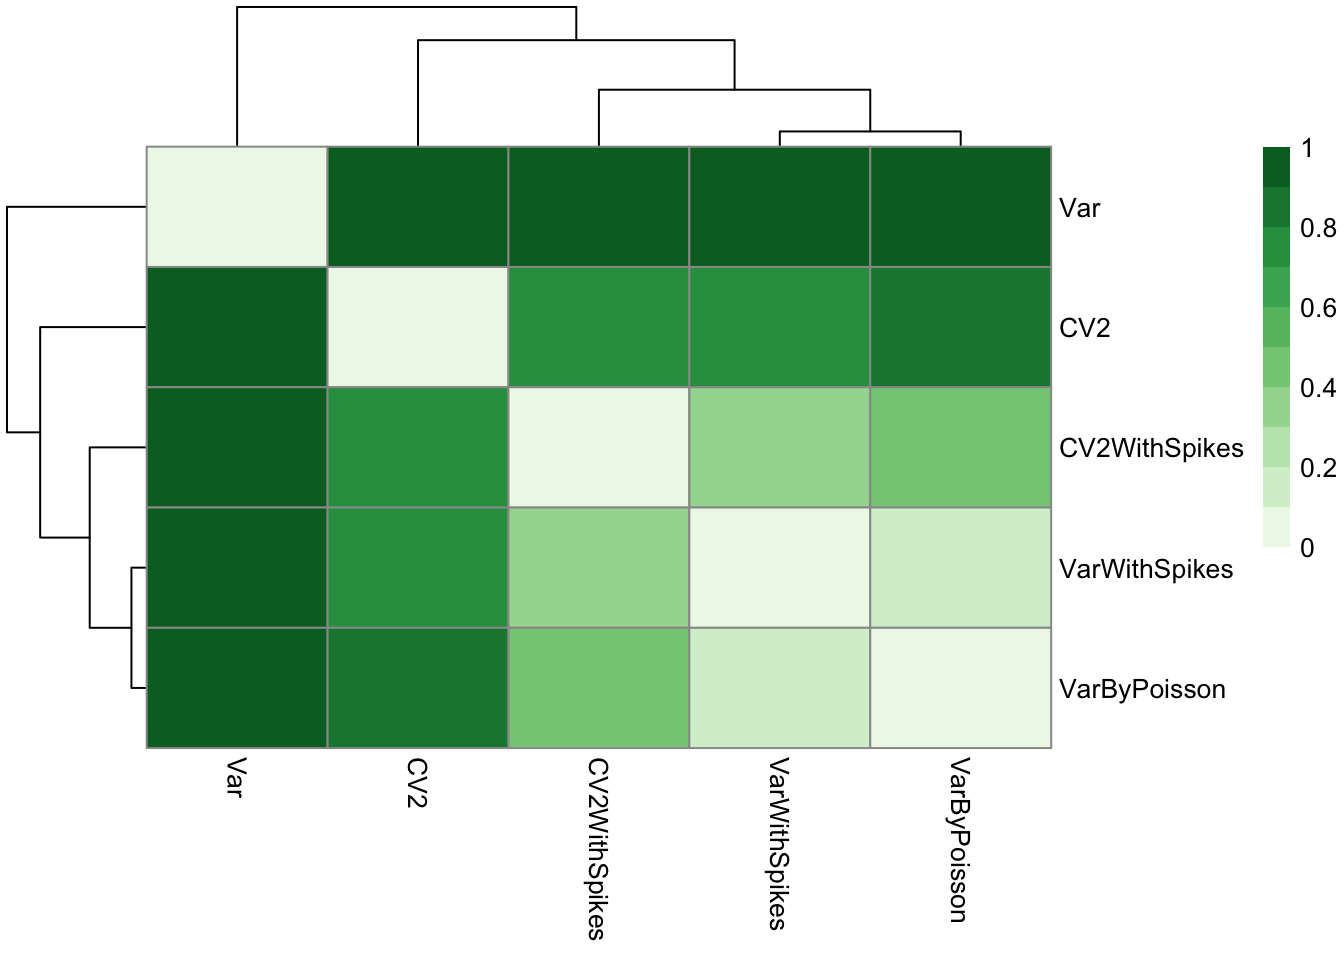 1
0.8
0.6
0.4
0.2
0
Var
CV2
CV2WithSpikes
VarWithSpikes
VarByPoisson
Var
CV2
CV2WithSpikes
VarWithSpikes
VarByPoisson